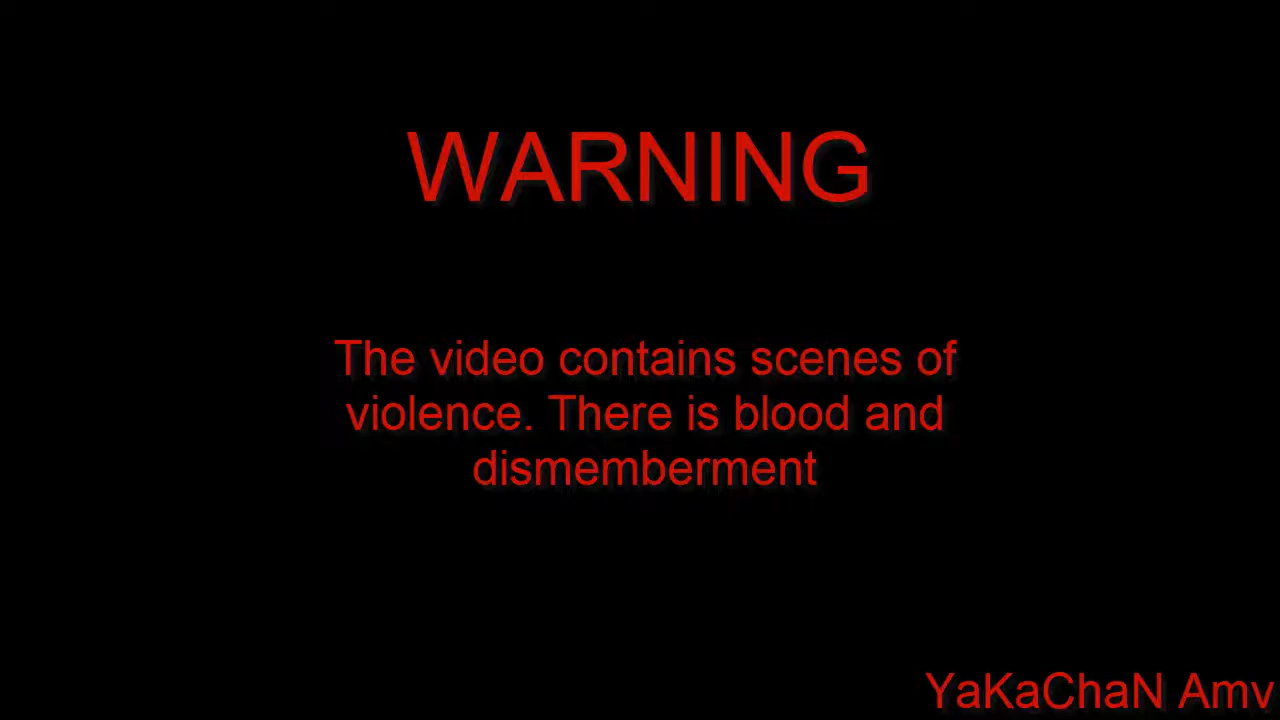 WARNING
The video contains scenes of
violence. There is blood and
dismemberment
YaKaChaN Amv